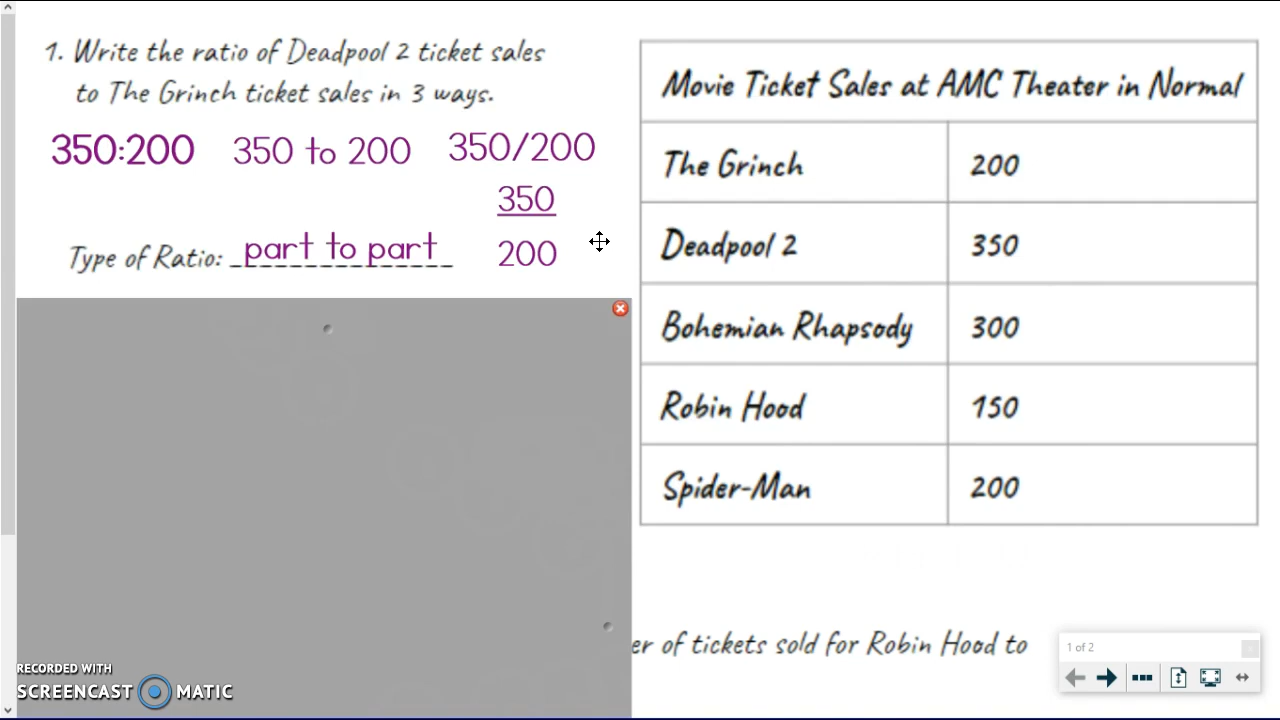 1. Write the ratio of Deadpool 2 ticket sales
to The Grinch ticket sales in 3 ways.
350:200 350 to 200 350/200
350
200
Type of Ratio: part to part
Movie Ticket Sales at AMC Theater in Normal
The Grinch 200
Deadpool 2 350
Bohemian Rhapsody 300
Robin Hood 150
Spider-Man 200
er of tickets sold for Robin Hood to
1 of 2
RECORDED WITH
SCREENCAST MATIC